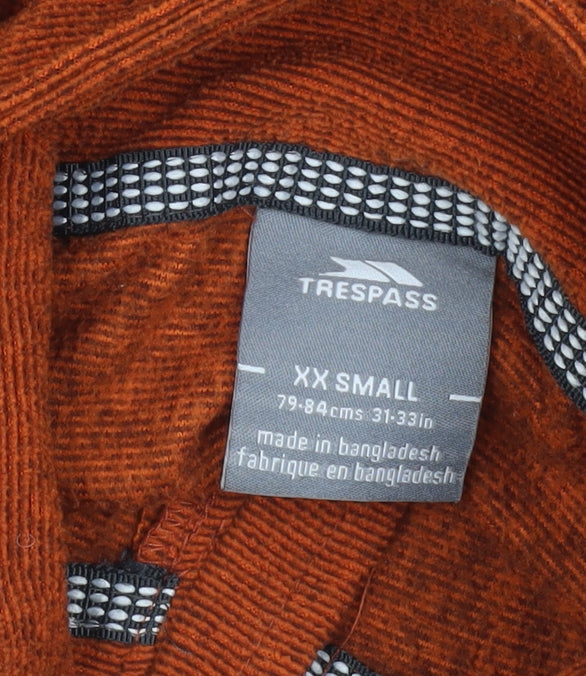 TRESPASS
XX SMALL
79-84cms 31-33in
made in bangladesh
fabrique en bangladesh